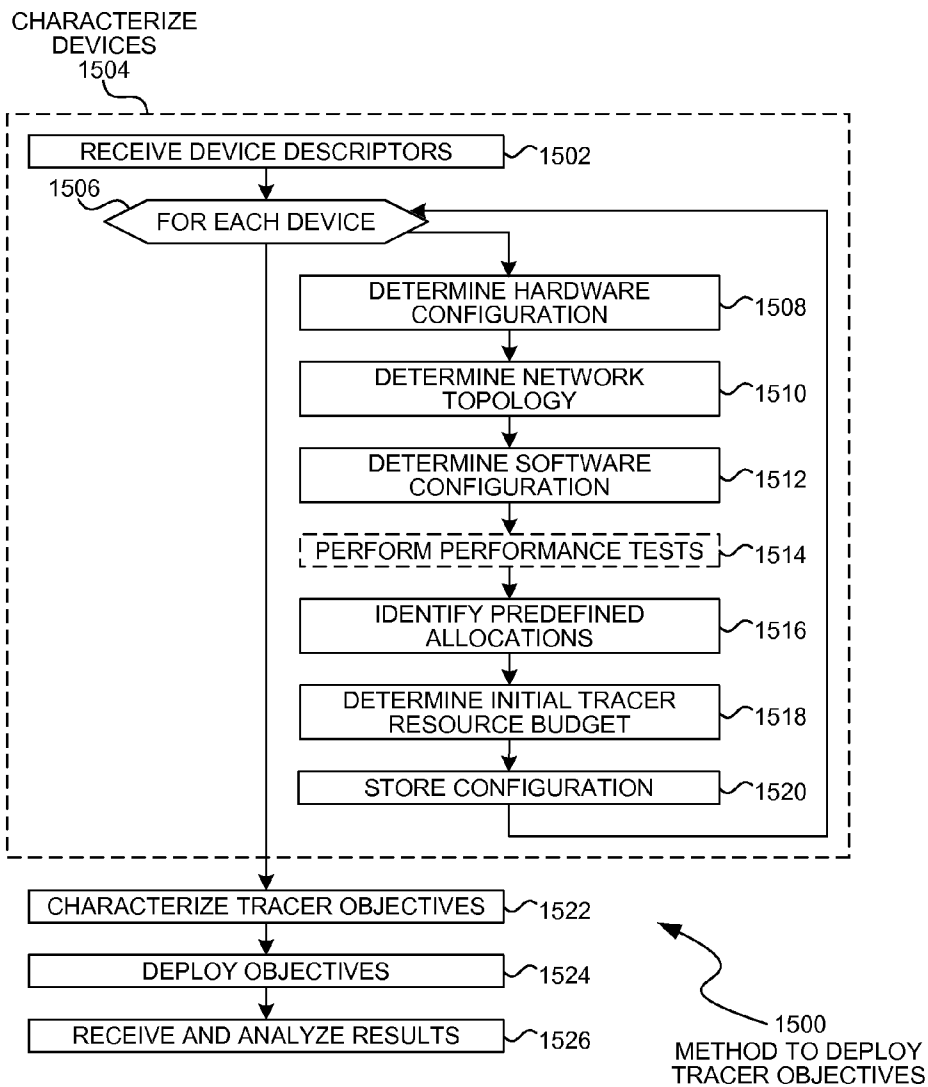 CHARACTERIZE
DEVICES
1504
RECEIVE DEVICE DESCRIPTORS
1502
1506
FOR EACH DEVICE
DETERMINE HARDWARE
CONFIGURATION
1508
DETERMINE NETWORK
TOPOLOGY
1510
DETERMINE SOFTWARE
CONFIGURATION
1512
PERFORM PERFORMANCE TESTS
1514
IDENTIFY PREDEFINED
ALLOCATIONS
1516
DETERMINE INITIAL TRACER
RESOURCE BUDGET
1518
STORE CONFIGURATION
1520
CHARACTERIZE TRACER OBJECTIVES
1522
DEPLOY OBJECTIVES
1524
RECEIVE AND ANALYZE RESULTS
1526
1500
METHOD TO DEPLOY
TRACER OBJECTIVES